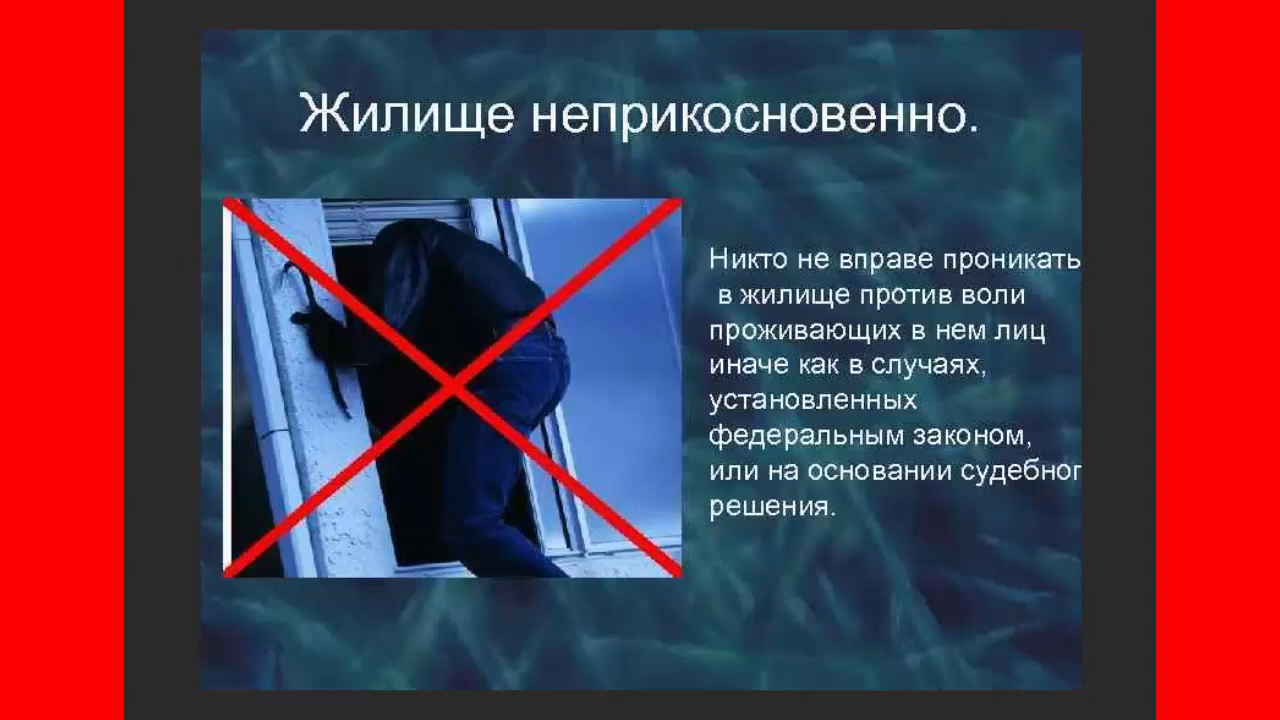 Жилище неприкосновенно.
Никто не вправе проникать
в жилище против воли
проживающих в нем лиц
иначе как в случаях,
установленных
федеральным законом,
или на основании судебног
решения.